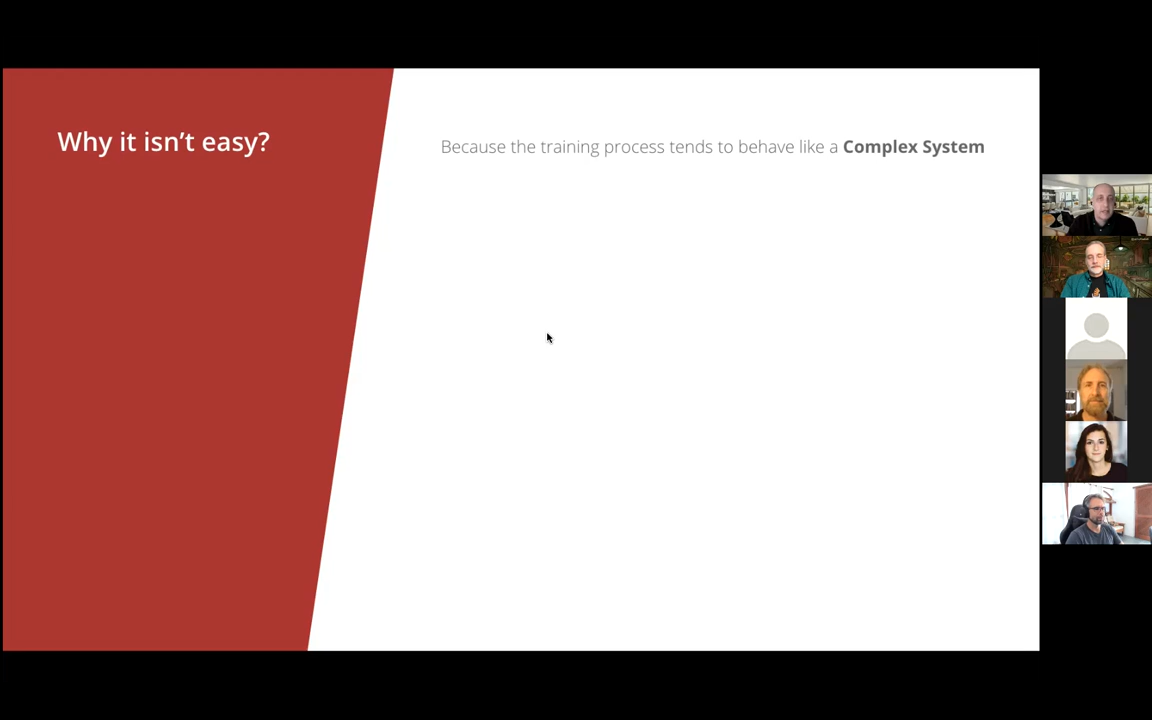 Why it isn’t easy?
Because the training process tends to behave like a Complex System